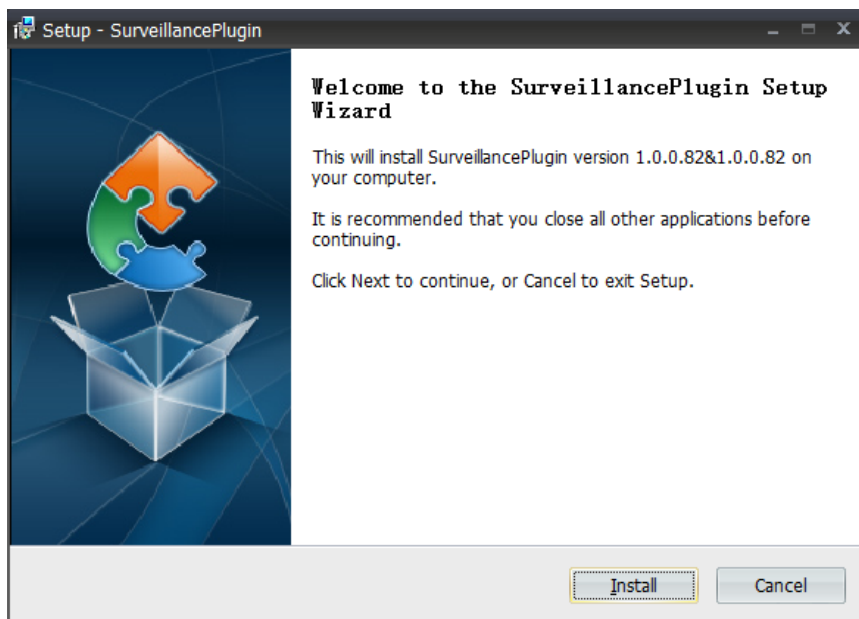 Setup - SurveillancePlugin
Welcome to the SurveillancePlugin Setup
Wizard
This will install SurveillancePlugin version 1.0.0.82&1.0.0.82 on
your computer.
It is recommended that you close all other applications before
continuing.
Click Next to continue, or Cancel to exit Setup.
Install
Cancel